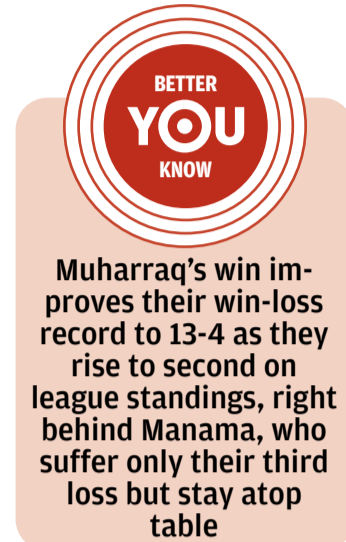 BETTER
YOU
KNOW
Muharraq's win im-
proves their win-loss
record to 13-4 as they
rise to second on
league standings, right
behind Manama, who
suffer only their third
loss but stay atop
table